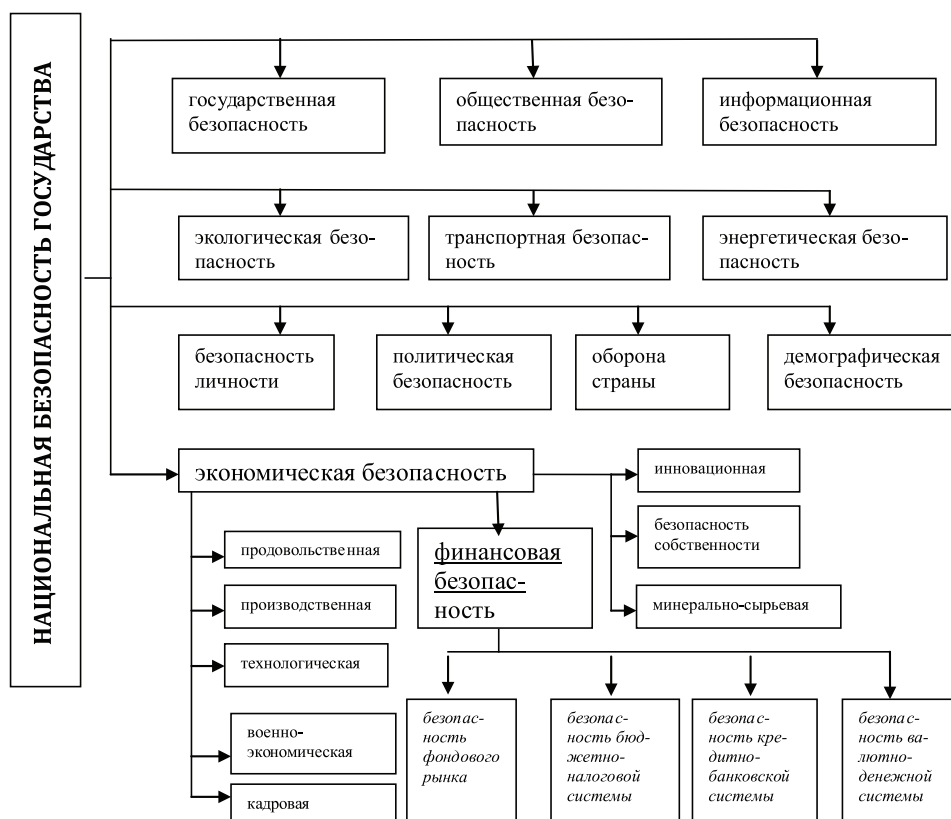 НАЦИОНАЛЬНАЯ БЕЗОПАСНОСТЬ ГОСУДАРСТВА
государственная
безопасность
общественная безо-
пасность
информационная
безопасность
экологическая безо-
пасность
транспортная безопас-
ность
энергетическая безо-
пасность
безопасность
личности
политическая
безопасность
оборона
страны
демографическая
безопасность
экономическая безопасность
инновационная
безопасность
собственности
минерально-сырьевая
продовольственная
производственная
технологическая
военно-
экономическая
кадровая
финансовая
безопас-
ность
безопас-
ность
фондового
рынка
безопас-
ность бюд-
жетно-
налоговой
системы
безопас-
ность кре-
дитно-
банковской
системы
безопас-
ность ва-
лютно-
денежной
системы